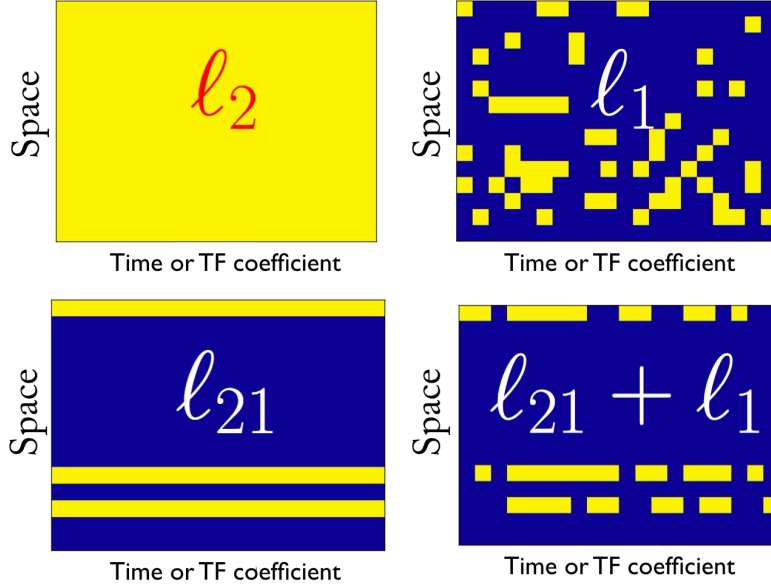 Space
ℓ₂
Time or TF coefficient
Space
ℓ₁
Time or TF coefficient
Space
ℓ₂₁
Time or TF coefficient
Space
ℓ₂₁ + ℓ₁
Time or TF coefficient